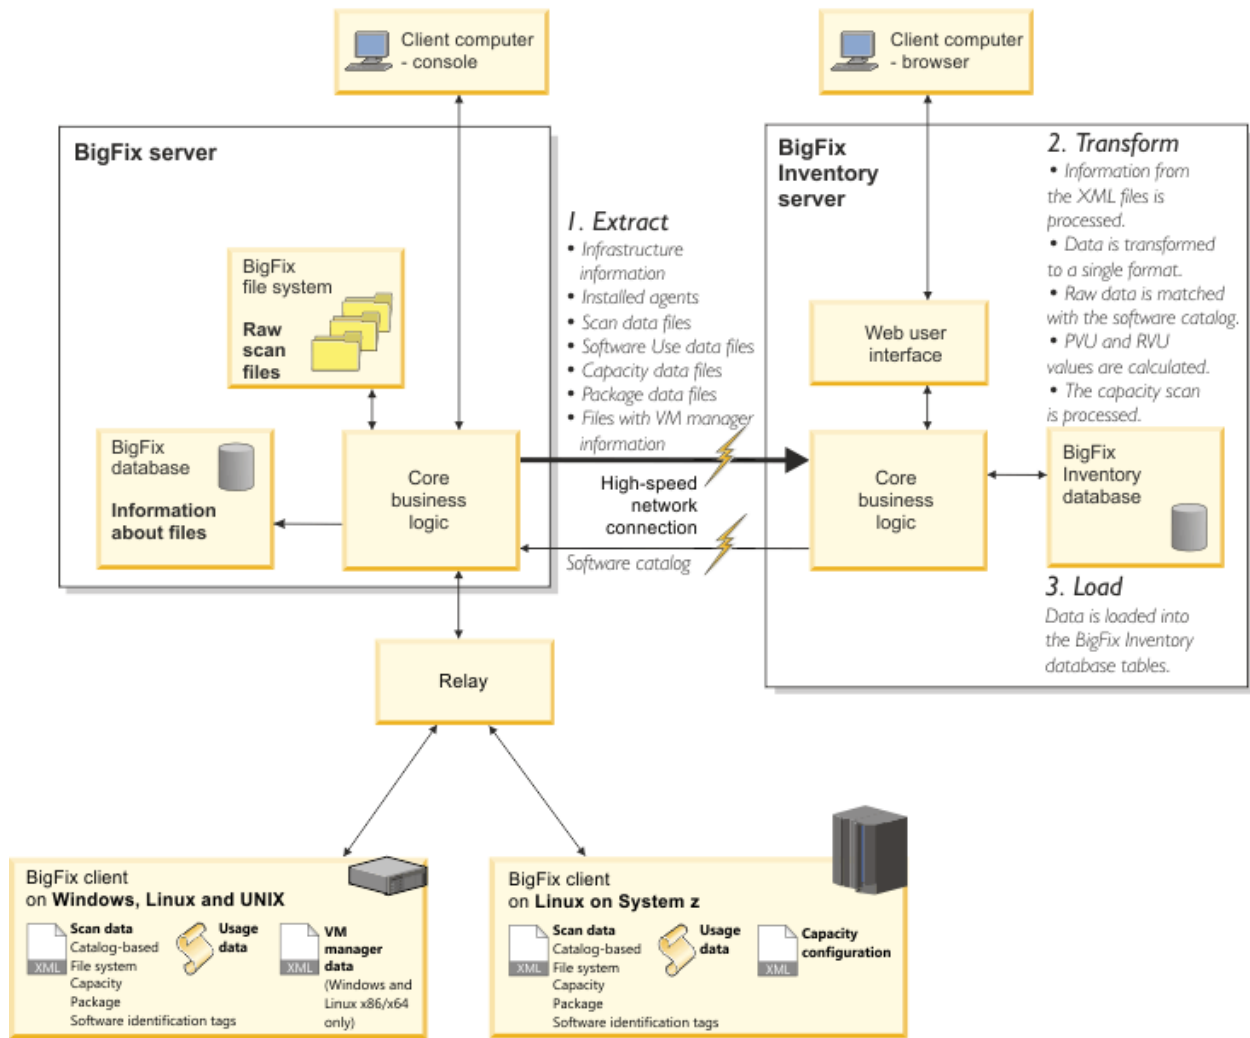 Client computer
- console
Client computer
- browser
BigFix server
BigFix
file system
Raw
scan
files
BigFix
database
Information
about files
Core
business
logic
1. Extract
• Infrastructure
information
• Installed agents
• Scan data files
• Software Use data files
• Capacity data files
• Package data files
• Files with VM manager
information
High-speed
network
connection
Software catalog
BigFix
Inventory
server
Web user
interface
Core
business
logic
2. Transform
• Information from
the XML files is
processed.
• Data is transformed
to a single format.
• Raw data is matched
with the software catalog.
• PVU and RVU
values are calculated.
• The capacity scan
is processed.
BigFix
Inventory
database
3. Load
Data is loaded into
the BigFix Inventory
database tables.
Relay
BigFix client
on Windows, Linux and UNIX
XML
Scan data
Catalog-based
File system
Capacity
Package
Software identification tags
Usage
data
XML
VM
manager
data
(Windows and
Linux x86/x64
only)
BigFix client
on Linux on System z
XML
Scan data
Catalog-based
File system
Capacity
Package
Software identification tags
Usage
data
XML
Capacity
configuration